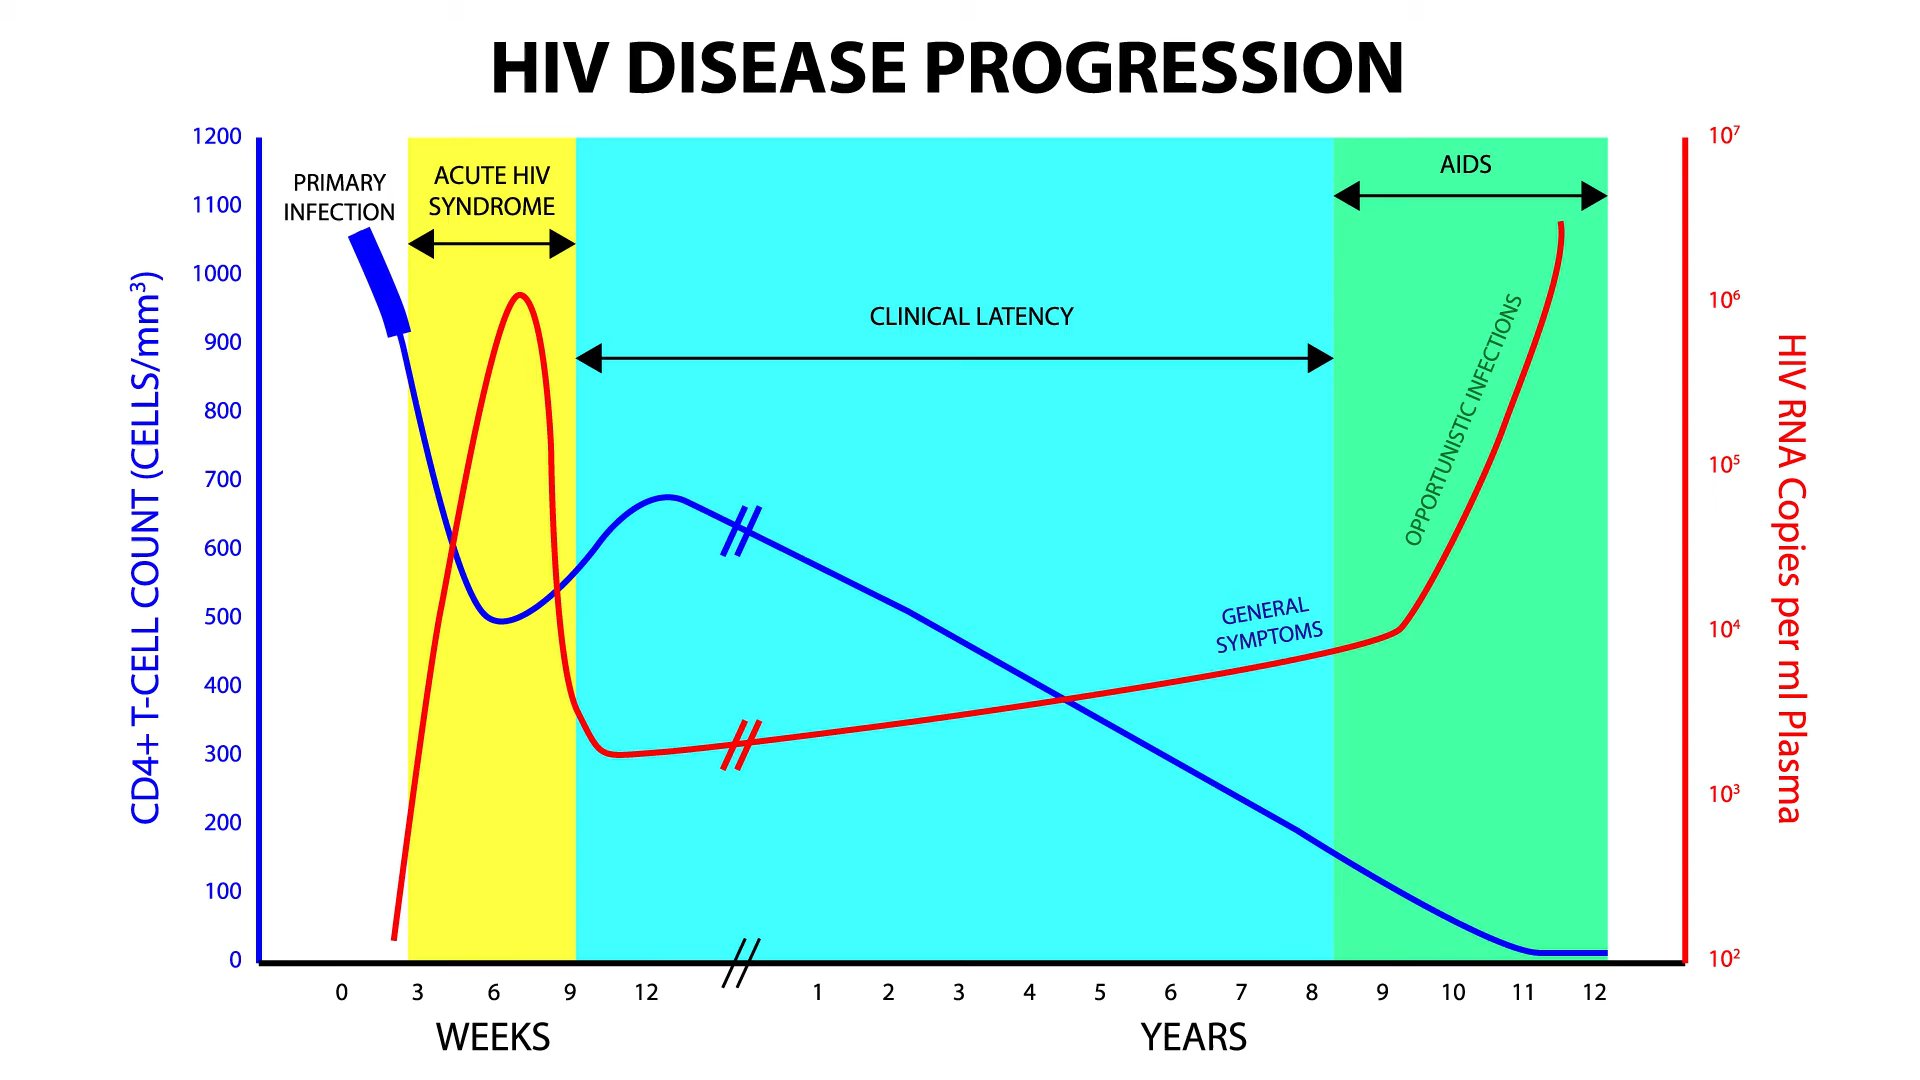 HIV DISEASE PROGRESSION
1200
1100
1000
900
800
700
600
500
400
300
200
100
0
CD4+ T-CELL COUNT (CELLS/mm³)
PRIMARY
INFECTION
ACUTE HIV
SYNDROME
CLINICAL LATENCY
AIDS
GENERAL
SYMPTOMS
OPPORTUNISTIC INFECTIONS
10⁷
10⁶
10⁵
10⁴
10³
10²
HIV RNA Copies per ml Plasma
0 3 6 9 12 1 2 3 4 5 6 7 8 9 10 11 12
WEEKS YEARS